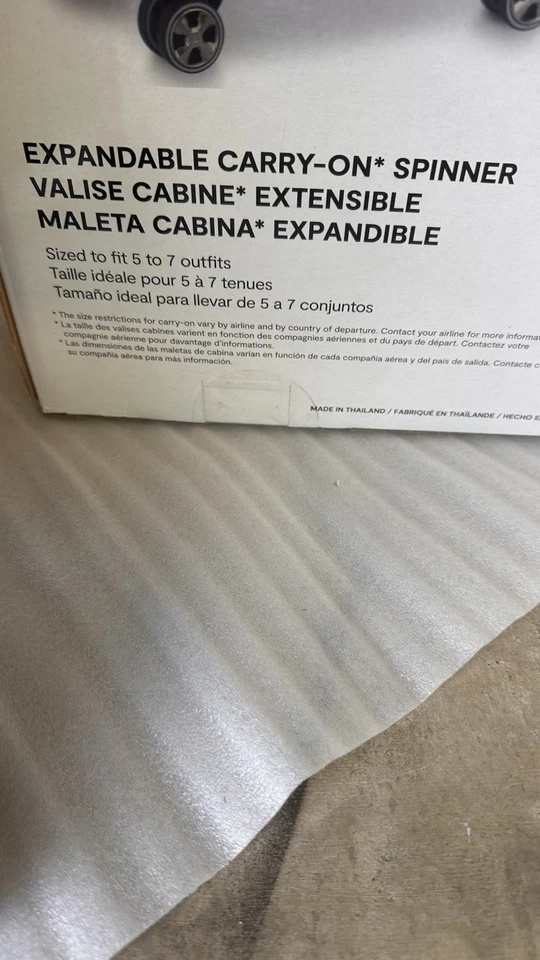 EXPANDABLE CARRY-ON* SPINNER
VALISE CABINE* EXTENSIBLE
MALETA CABINA* EXPANDIBLE
Sized to fit 5 to 7 outfits
Taille idéale pour 5 à 7 tenues
Tamaño ideal para llevar de 5 a 7 conjuntos
* The size restrictions for carry-on vary by airline and by country of departure. Contact your airline for more
* La taille des valises cabines varient en fonction des compagnies aériennes et du pays de départ. Contactez votre
compagnie aérienne pour davantage d'informations.
* Las dimensiones de las maletas de cabina varían en función de cada compañía aérea y del país de salida. Contacte
su compañía aérea para más información.
MADE IN THAILAND / FABRIQUÉ EN THAÏLANDE / HECHO